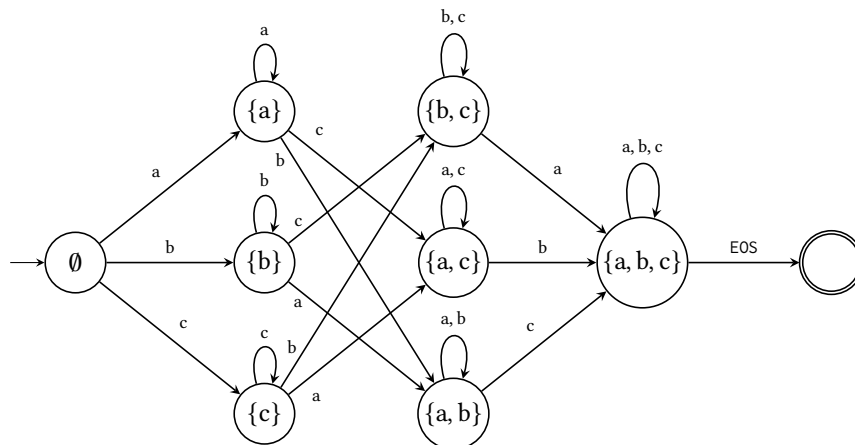 b, c
a
{a}
{b, c}
c
b
a
a
a, b, c
b
a, c
c
∅
b
{b}
{a, c}
b
{a, b, c}
EOS
a
a, b
c
c
b
c
{c}
a
{a, b}